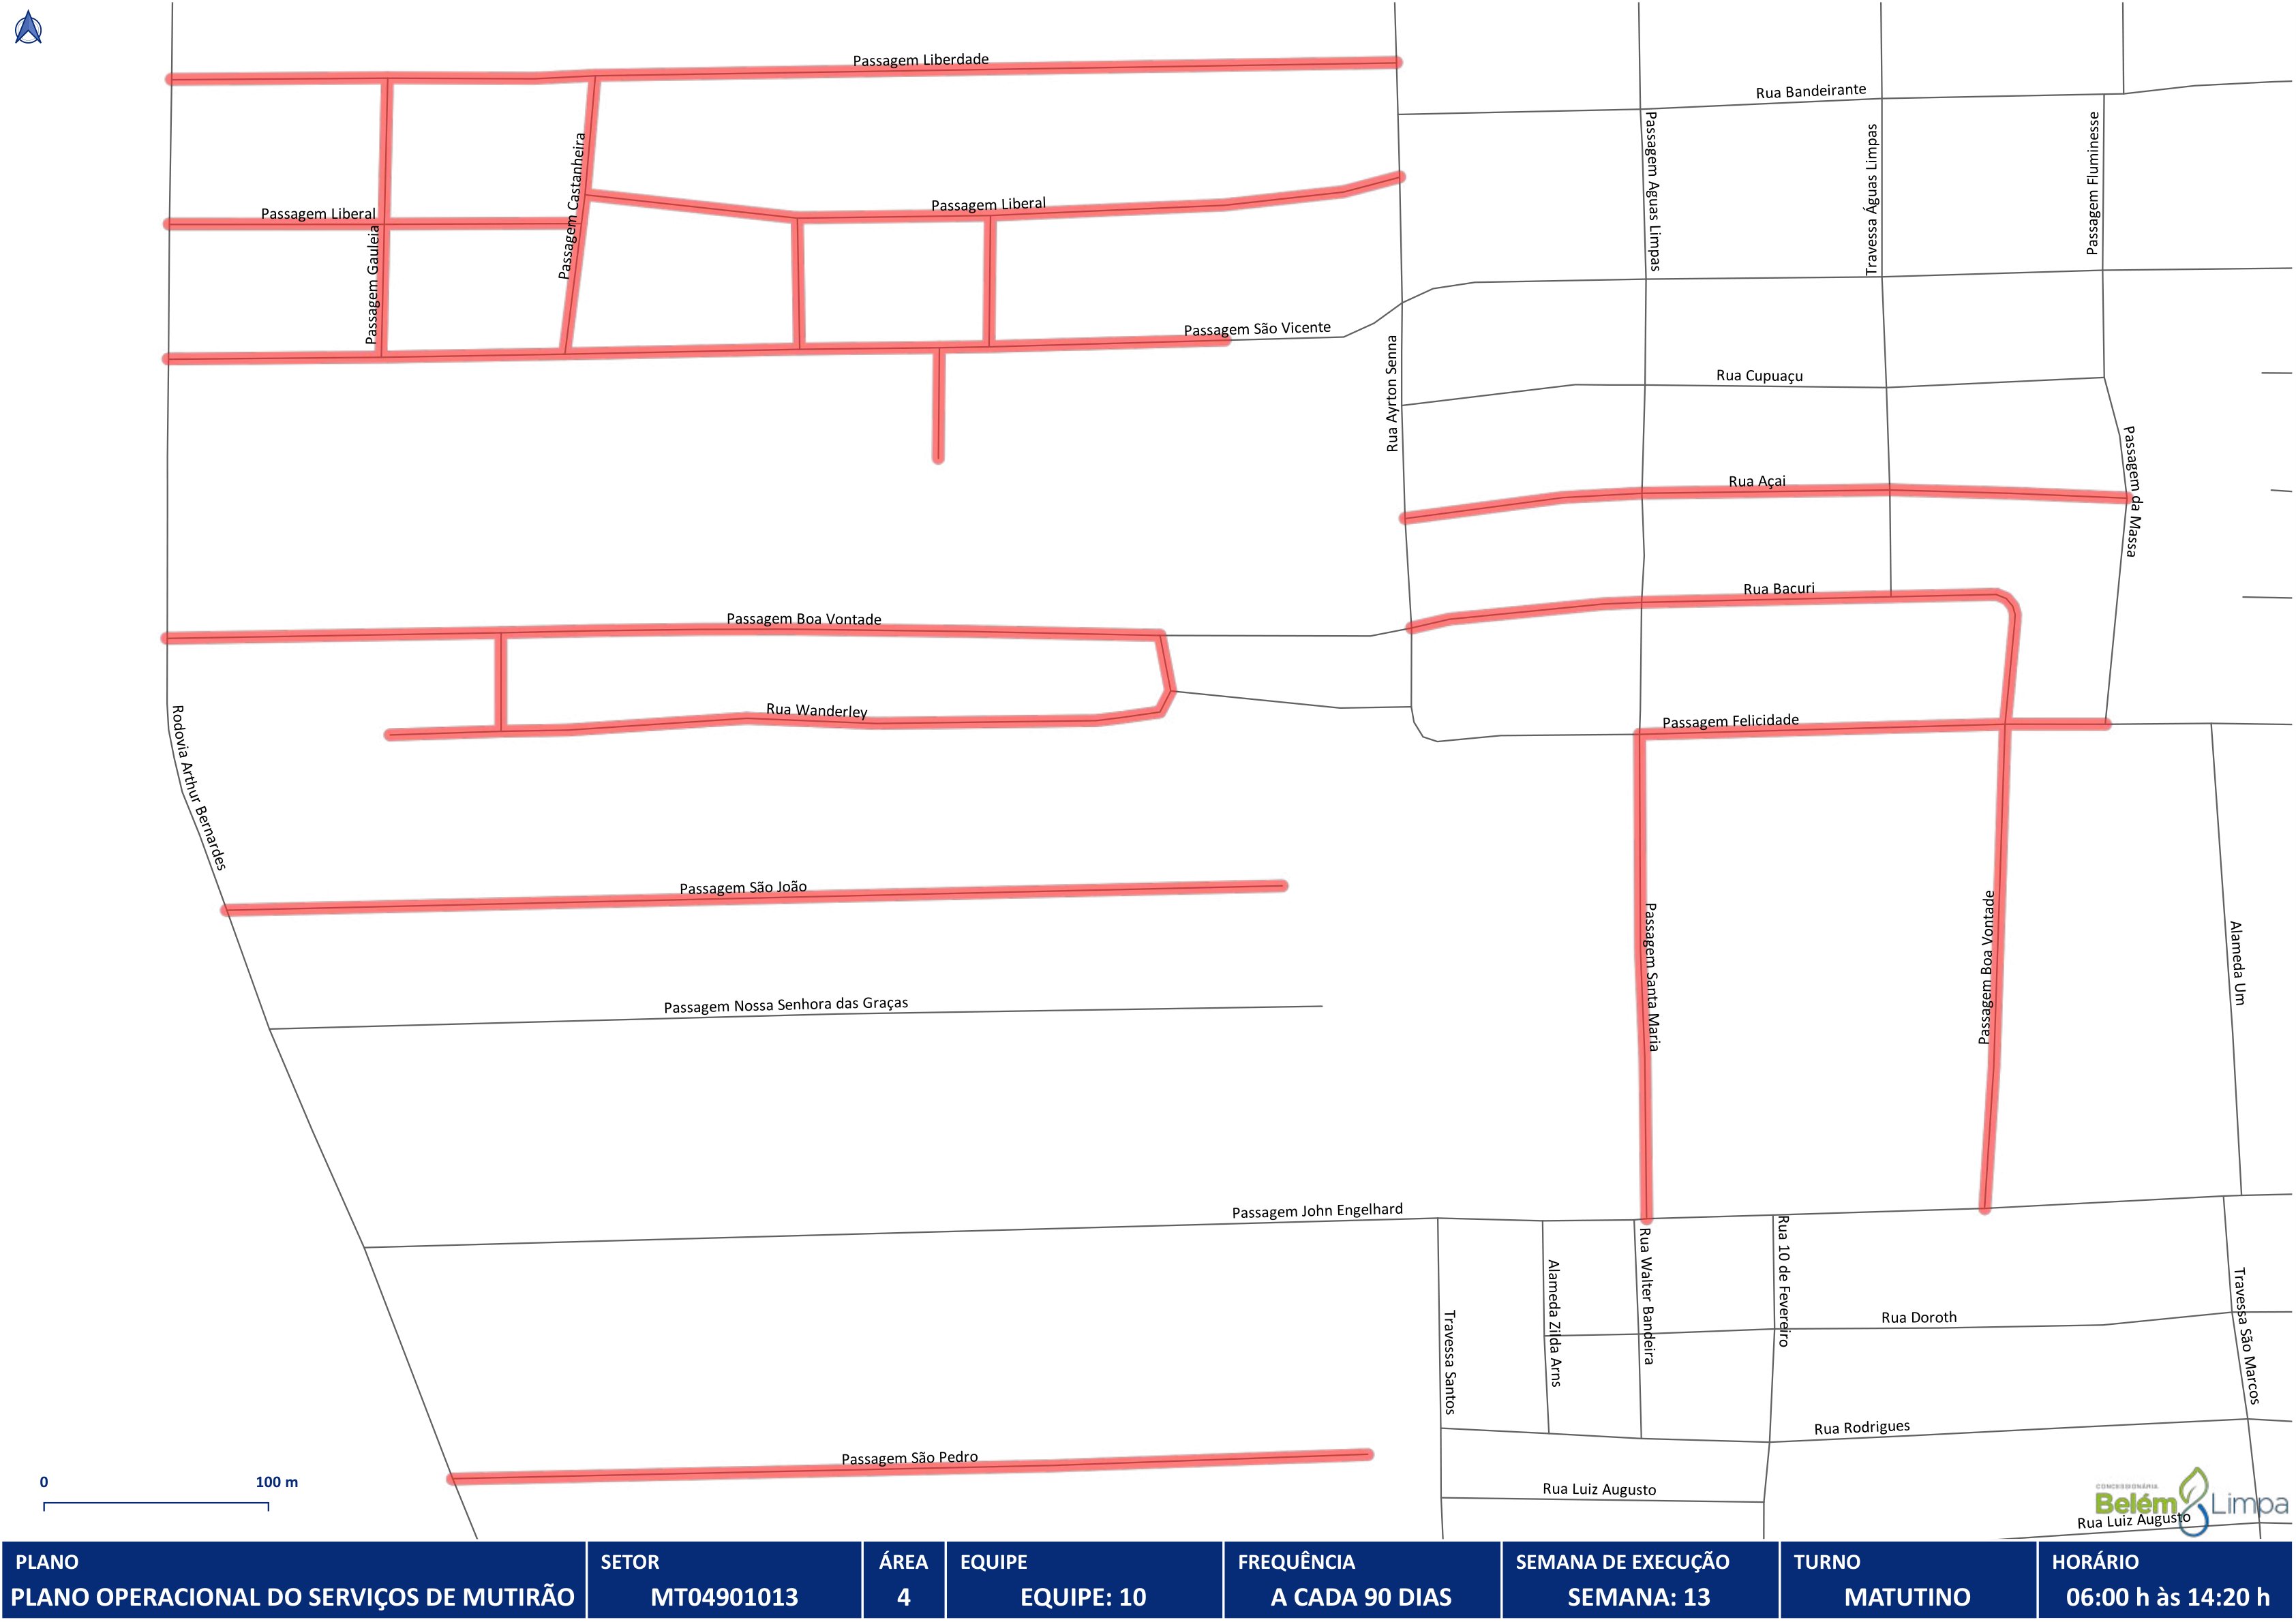 Passagem Liberdade
Rua Bandeirante
Passagem Aguas Limpas
Travessa Águas Limpas
Passagem Fluminesse
Passagem Castanheira
Passagem Liberal
Passagem Liberal
Passagem Gauleia
Passagem São Vicente
Rua Ayrton Senna
Rua Cupuaçu
Passagem da Massa
Rua Açai
Rua Bacuri
Passagem Boa Vontade
Rua Wanderley
Passagem Felicidade
Rodovia Arthur Bernardes
Passagem São João
Passagem Santa Maria
Passagem Boa Vontade
Alameda Um
Passagem Nossa Senhora das Graças
Passagem John Engelhard
Rua Walter Bandeira
Rua 10 de Fevereiro
Alameda Zilda Arns
Travessa Santos
Rua Doroth
Travessa São Marcos
Rua Rodrigues
Passagem São Pedro
Rua Luiz Augusto
0 100 m
CONCESSIONÁRIA
Belém Limpa
Rua Luiz Augusto
PLANO
PLANO OPERACIONAL DO SERVIÇOS DE MUTIRÃO
SETOR
MT04901013
ÁREA
4
EQUIPE
EQUIPE: 10
FREQUÊNCIA
A CADA 90 DIAS
SEMANA DE EXECUÇÃO
SEMANA: 13
TURNO
MATUTINO
HORÁRIO
06:00 h às 14:20 h